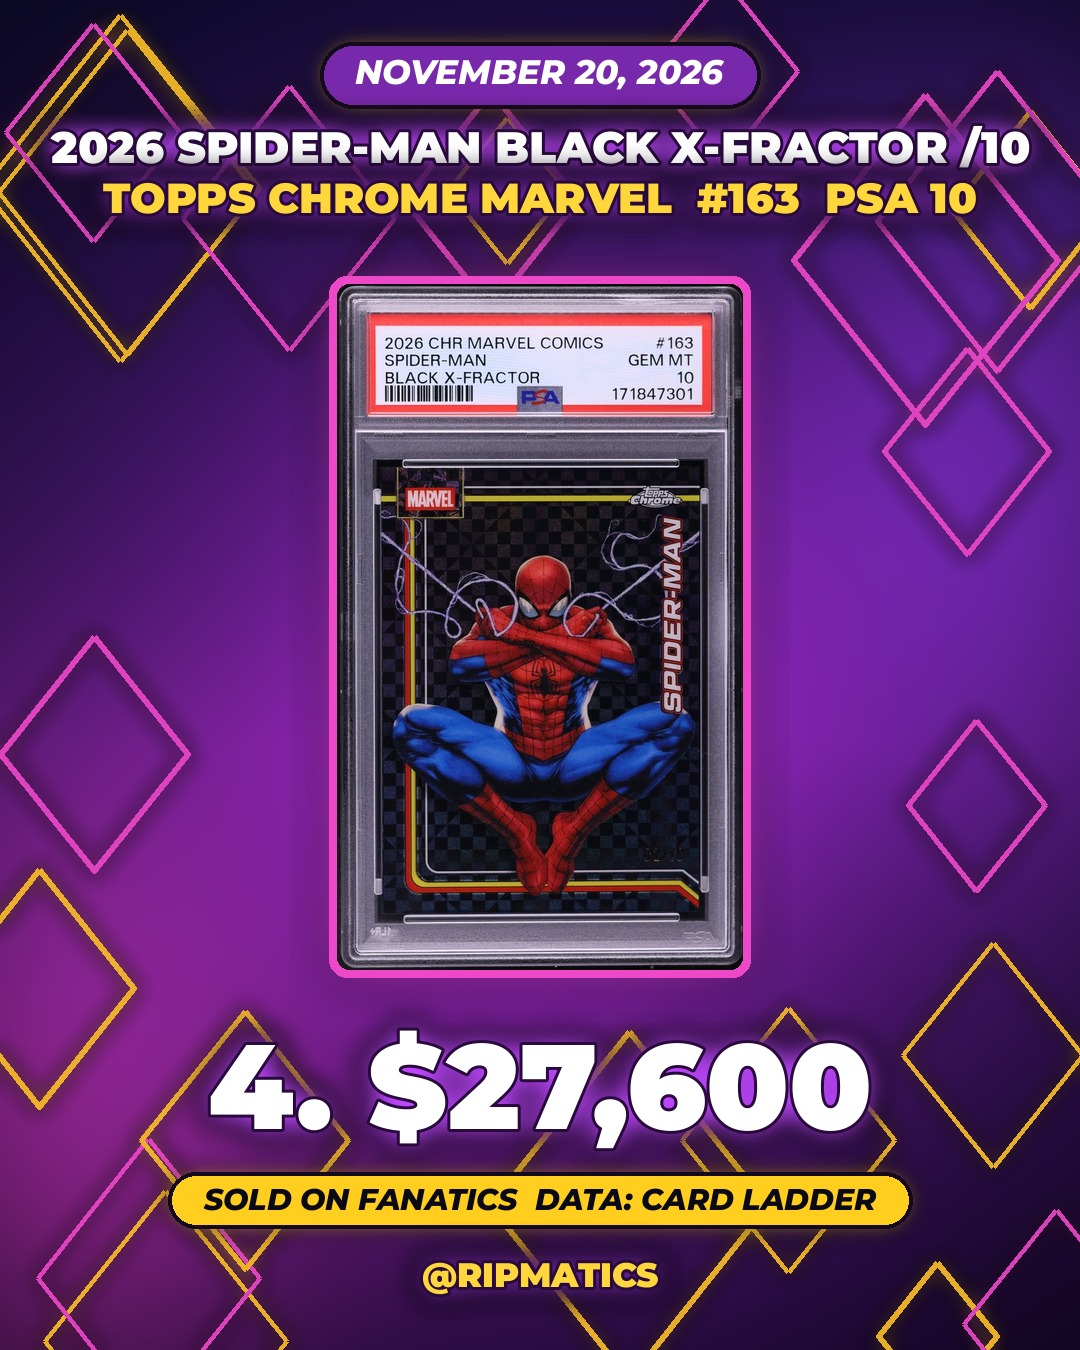 NOVEMBER 20, 2026
2026 SPIDER-MAN BLACK X-FRACTOR /10
TOPPS CHROME MARVEL #163 PSA 10
2026 CHR MARVEL COMICS #163
SPIDER-MAN GEM MT
BLACK X-FRACTOR 10
PSA 171847301
MARVEL
Topps Chrome
SPIDER-MAN
4. $27,600
SOLD ON FANATICS DATA: CARD LADDER
@RIPMATICS